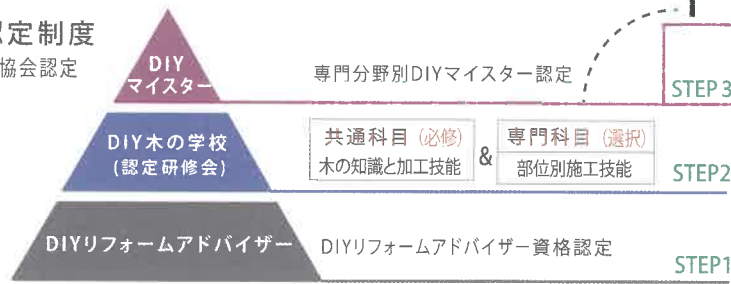 定制度
協会認定
DIY
マイスター
専門分野別DIYマイスター認定
STEP3
DIY木の学校
(認定研修会)
共通科目(必修)
木の知識と加工技能
&
専門科目(選択)
部位別施工技能
STEP2
DIYリフォームアドバイザー
DIYリフォームアドバイザー資格認定
STEP1